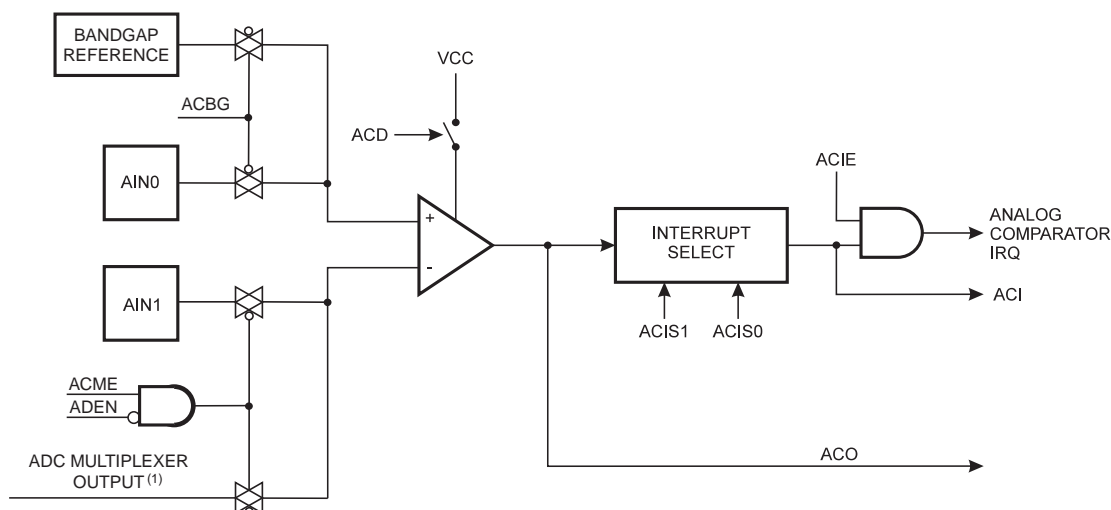 BANDGAP
REFERENCE
VCC
ACBG
ACD
AIN0
ACIE
+
INTERRUPT
SELECT
ANALOG
COMPARATOR
IRQ
-
AIN1
ACI
ACIS1
ACIS0
ACME
ADEN
ADC MULTIPLEXER
OUTPUT (1)
ACO